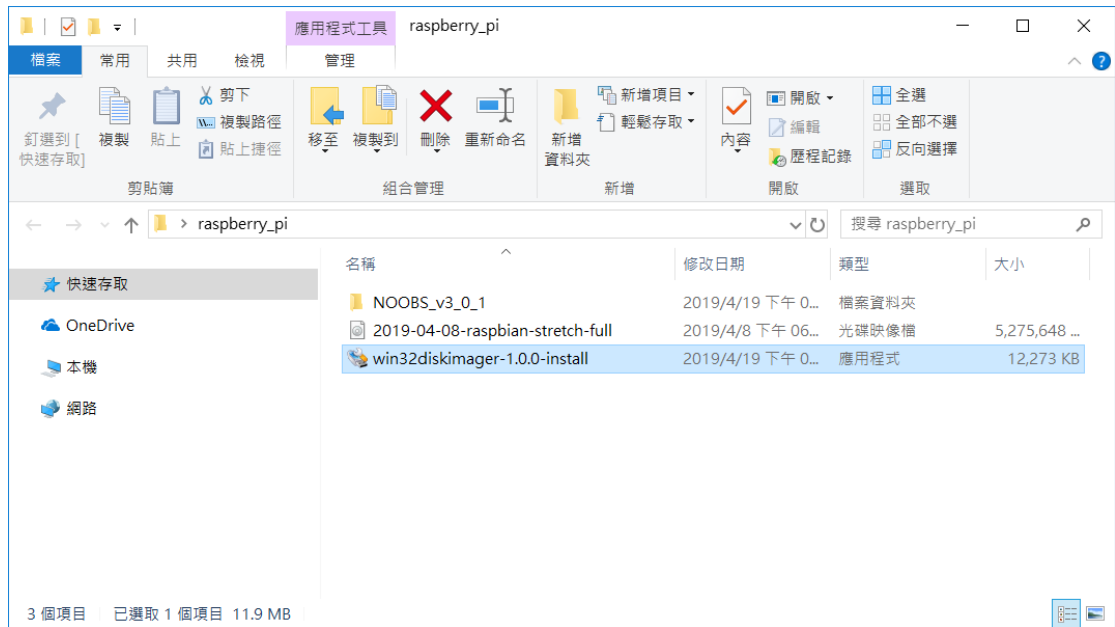 應用程式工具 raspberry_pi
檔案 常用 共用 檢視 管理
釘選到 [快速存取]
複製
貼上
剪下
複製路徑
貼上捷徑
剪貼簿
移至
複製到
刪除
重新命名
組合管理
新增資料夾
新增項目
輕鬆存取
新增
內容
開啟
編輯
歷程記錄
開啟
全選
全部不選
反向選擇
選取
raspberry_pi
搜尋 raspberry_pi
快速存取
OneDrive
本機
網路
名稱 修改日期 類型 大小
NOOBS_v3_0_1 2019/4/19 下午 0... 檔案資料夾
2019-04-08-raspbian-stretch-full 2019/4/8 下午 06... 光碟映像檔 5,275,648 ...
win32diskimager-1.0.0-install 2019/4/19 下午 0... 應用程式 12,273 KB
3 個項目 已選取 1 個項目 11.9 MB